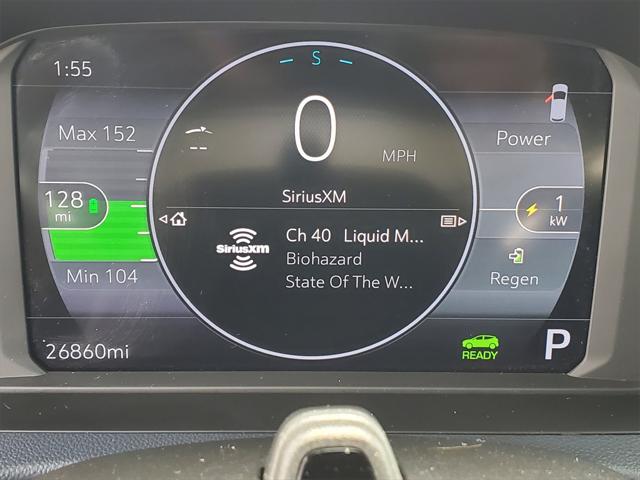 1:55
S
Max 152
0
MPH
Power
128
mi
SiriusXM
1
kW
SiriusXM
Ch 40 Liquid M...
Biohazard
State Of The W...
Min 104
Regen
26860mi
READY
P